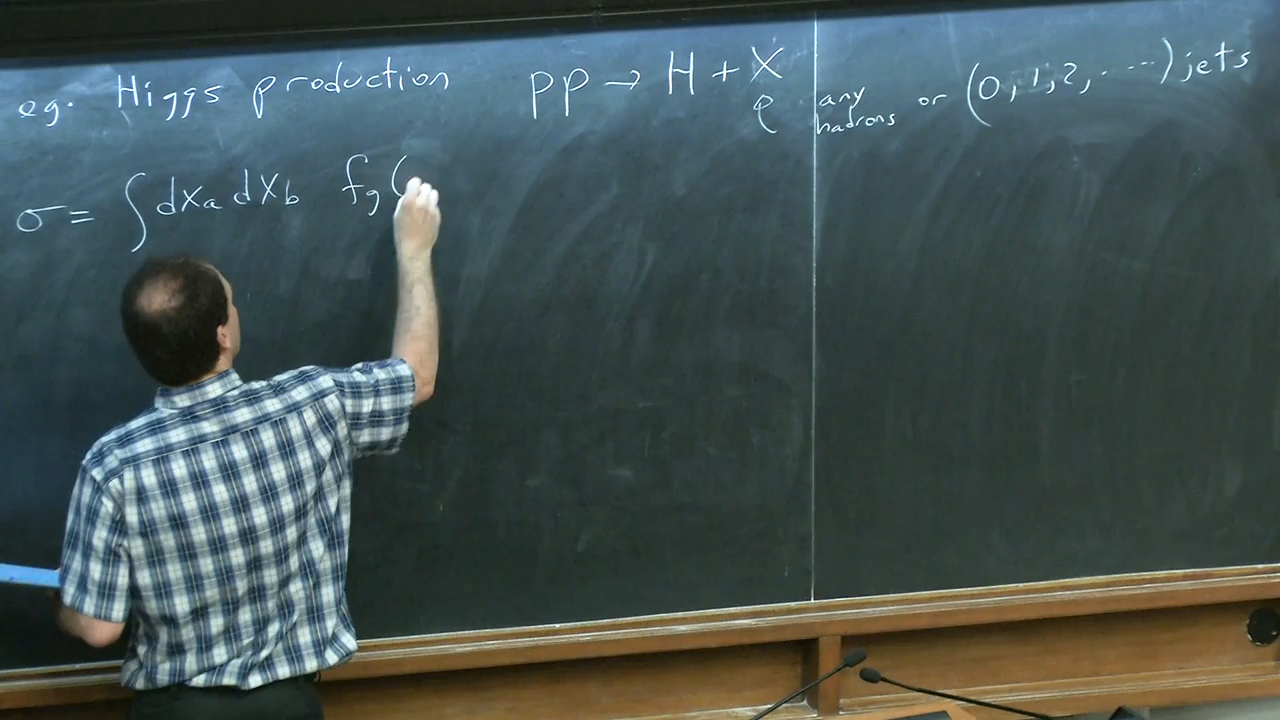 eg. Higgs production pp → H + X any hadrons or (0, 1, 2, ....) jets
σ = ∫ dxa dxb fg (